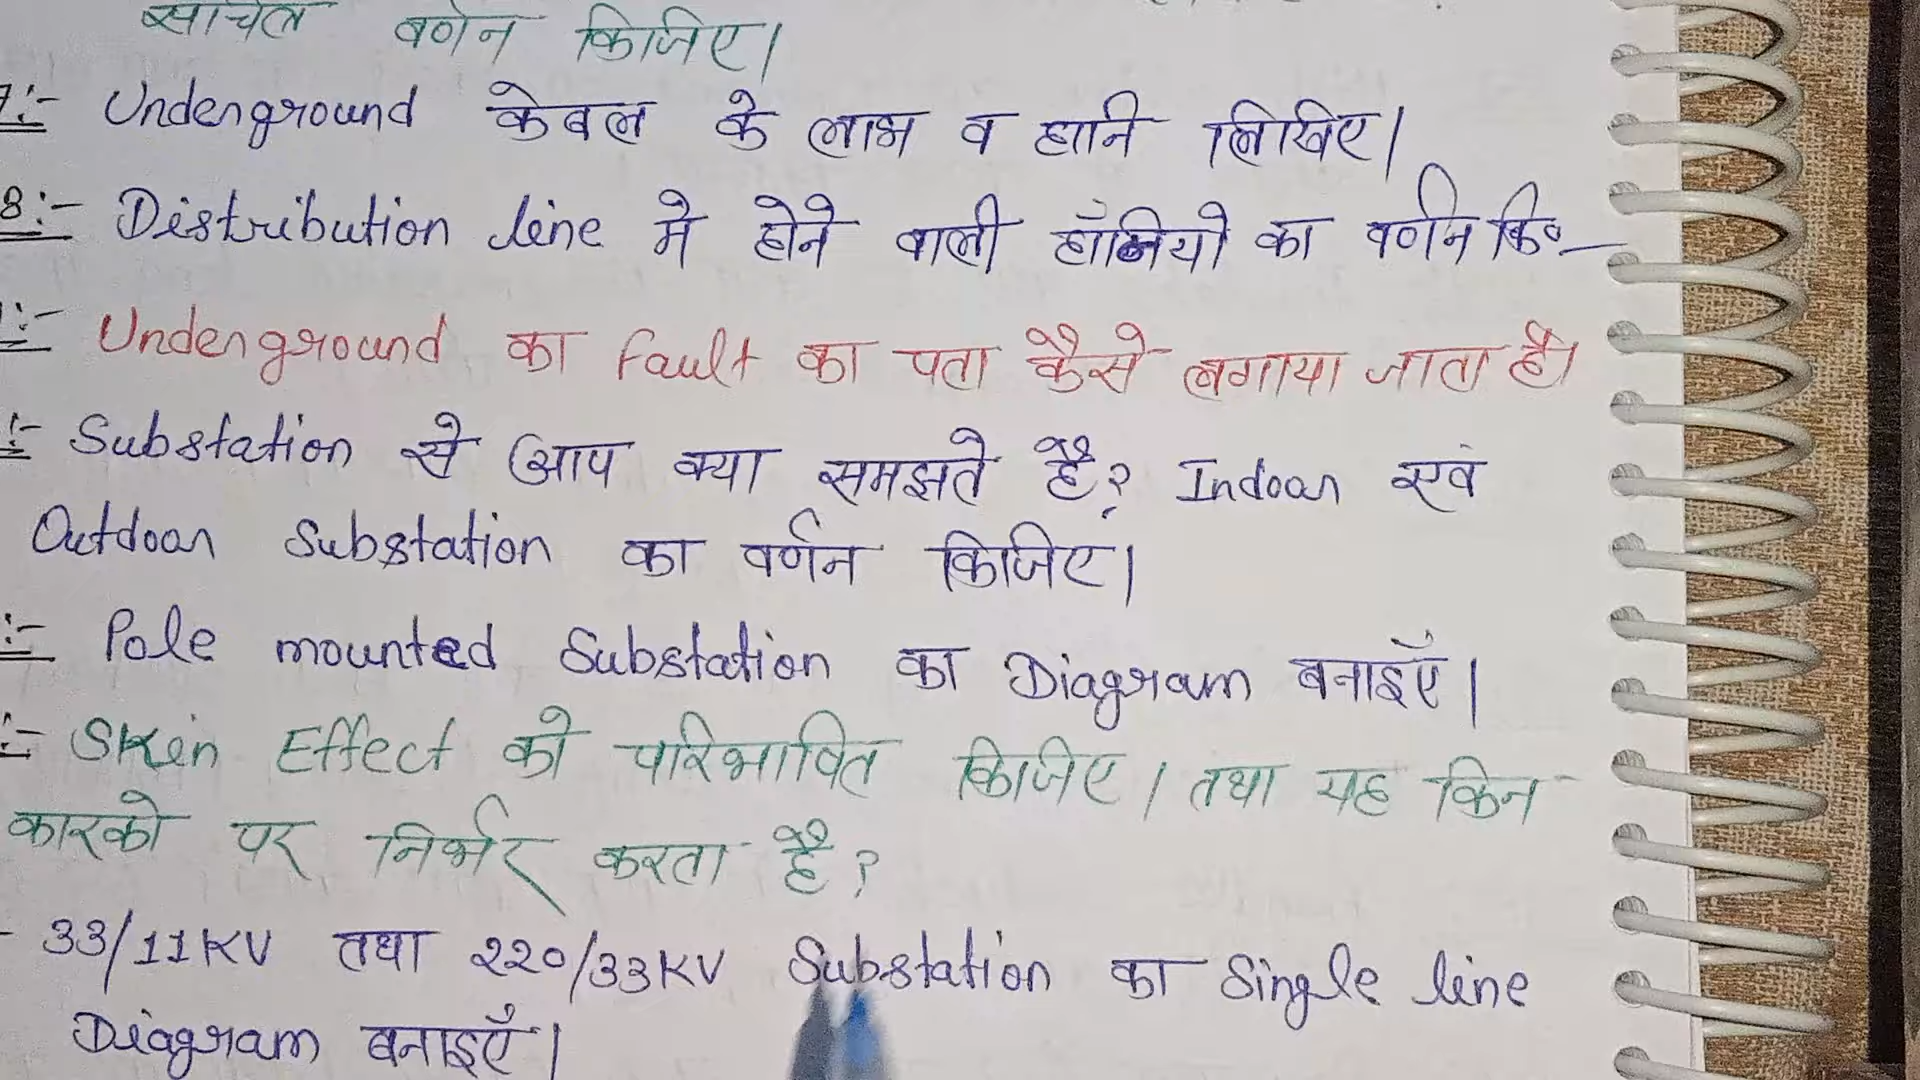 सचित्र वर्णन किजिए।
7:- Underground केबल के लाभ व हानि लिखिए।
8:- Distribution line मे होने वाली हाँनियो का वर्णन कि॰
:- Underground का fault का पता कैसे लगाया जाता है।
:- Substation से आप क्या समझते है? Indoor एवं
Outdoor Substation का वर्णन किजिए।
:- Pole mounted Substation का Diagram बनाइएँ।
:- Skin Effect को परिभाषित किजिए। तथा यह किन
कारको पर निर्भर करता है?
- 33/11KV तथा 220/33KV Substation का Single line
Diagram बनाइएँ।